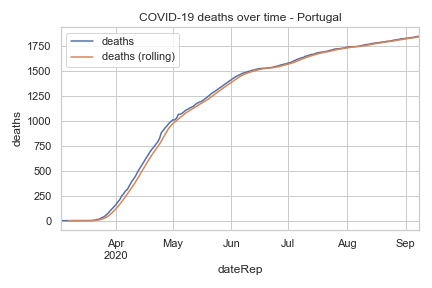 COVID-19 deaths over time - Portugal
deaths
deaths (rolling)
deaths
1750
1500
1250
1000
750
500
250
0
Apr May Jun Jul Aug Sep
2020
dateRep